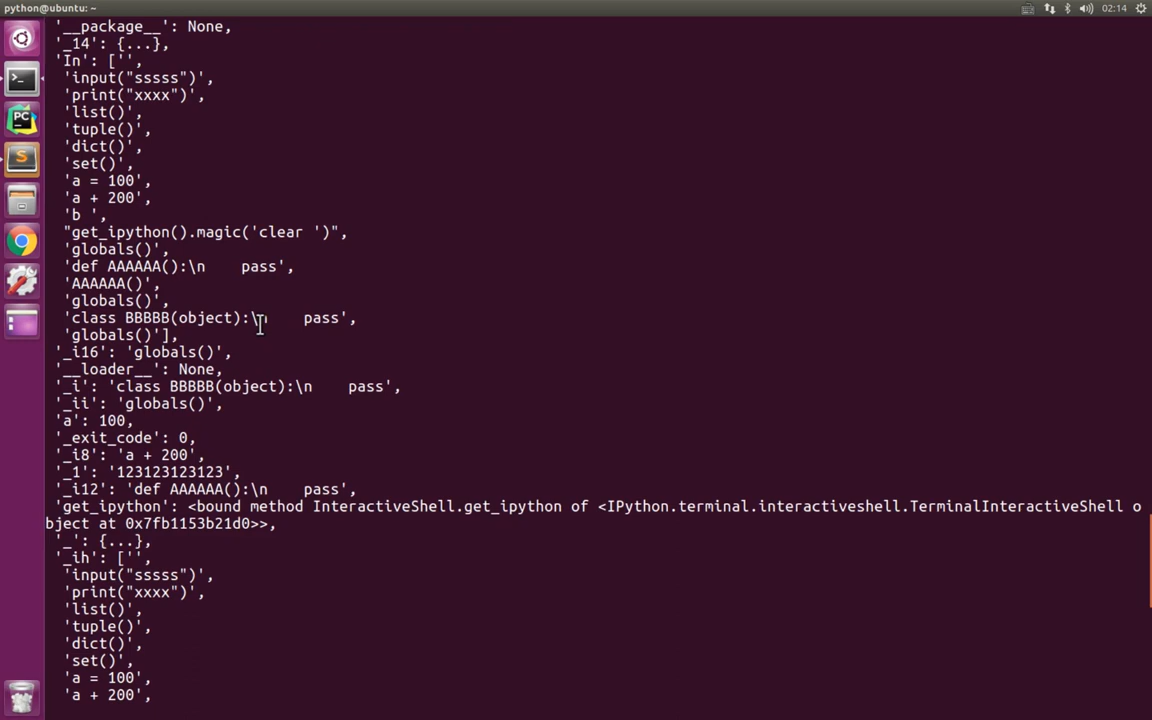 python@ubuntu: ~
02:14
'__package__': None,
'_14': {...},
'In': ['',
'input("sssss")',
'print("xxxx")',
'list()',
'tuple()',
'dict()',
'set()',
'a = 100',
'a + 200',
'b ',
"get_ipython().magic('clear ')",
'globals()',
'def AAAAAA():\n    pass',
'AAAAAA()',
'globals()',
'class BBBBB(object):\n    pass',
'globals()'],
'_i16': 'globals()',
'__loader__': None,
'_i': 'class BBBBB(object):\n    pass',
'_ii': 'globals()',
'a': 100,
'_exit_code': 0,
'_i8': 'a + 200',
'_1': '123123123123',
'_i12': 'def AAAAAA():\n    pass',
'get_ipython': <bound method InteractiveShell.get_ipython of <IPython.terminal.interactiveshell.TerminalInteractiveShell o
bject at 0x7fb1153b21d0>>,
'_': {...},
'_ih': ['',
'input("sssss")',
'print("xxxx")',
'list()',
'tuple()',
'dict()',
'set()',
'a = 100',
'a + 200',